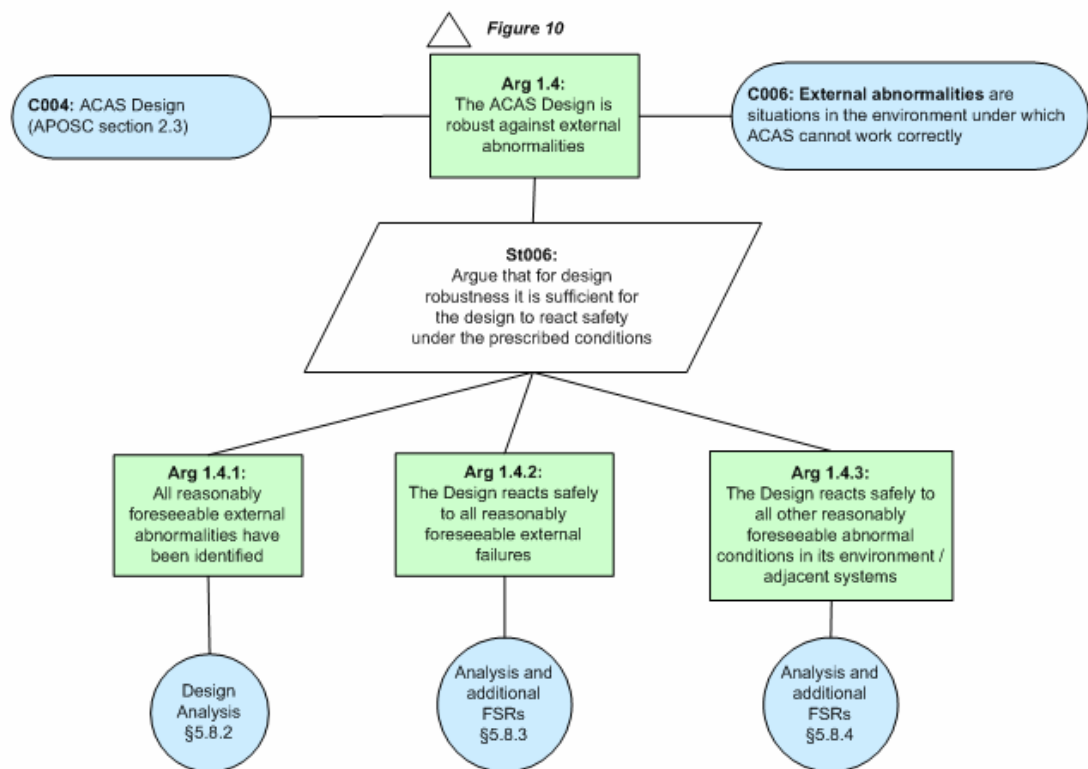 Figure 10
Arg 1.4:
The ACAS Design is
robust against external
abnormalities
C004: ACAS Design
(APOSC section 2.3)
C006: External abnormalities are
situations in the environment under which
ACAS cannot work correctly
St006:
Argue that for design
robustness it is sufficient for
the design to react safety
under the prescribed conditions
Arg 1.4.1:
All reasonably
foreseeable external
abnormalities have
been identified
Arg 1.4.2:
The Design reacts safely
to all reasonably
foreseeable external
failures
Arg 1.4.3:
The Design reacts safely to
all other reasonably
foreseeable abnormal
conditions in its environment /
adjacent systems
Design
Analysis
§5.8.2
Analysis and
additional
FSRs
§5.8.3
Analysis and
additional
FSRs
§5.8.4